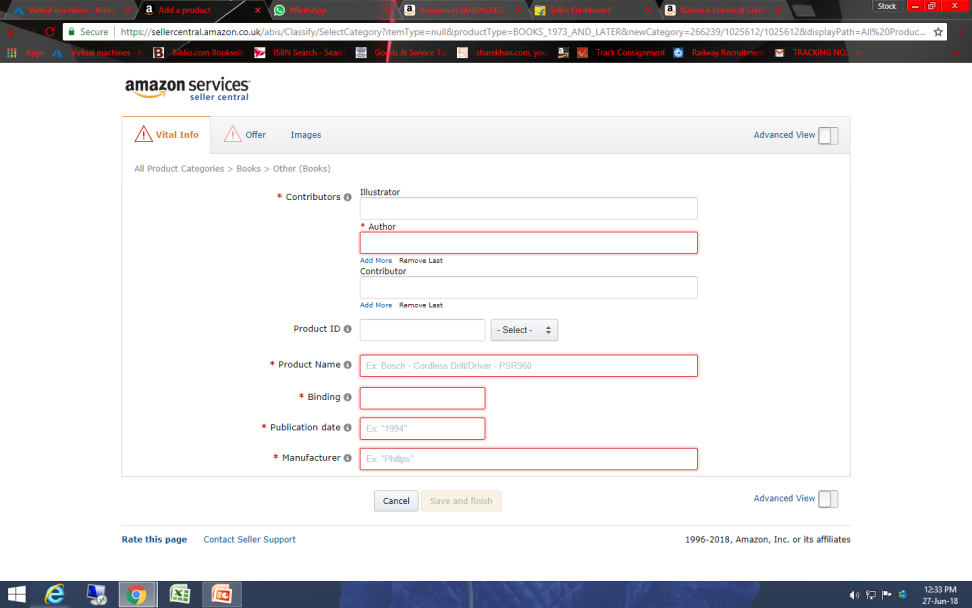 Virtual machines - Micro
Add a product
WhatsApp
Seller Dashboard
National Electrical Code
Stock
Secure | https://sellercentral.amazon.co.uk/abis/Classify/SelectCategory?itemType=null&productType=BOOKS_1973_AND_LATER&newCategory=266239/1025612/1025612&displayPath=All%20Produc...
Apps Virtual machines - M Biblio.com Bookselle ISBN Search - Search Goods & Service Ta sharekhan.com, you Track Consignment Railway Recruitment TRACKING NO.
amazon services
seller central
Vital Info Offer Images Advanced View
All Product Categories > Books > Other (Books)
* Contributors Illustrator
* Author
Add More Remove Last
Contributor
Add More Remove Last
Product ID - Select -
* Product Name Ex: Bosch - Cordless Drill/Driver - PSR960
* Binding
* Publication date Ex: "1994"
* Manufacturer Ex: "Philips"
Cancel Save and finish Advanced View
Rate this page Contact Seller Support 1996-2018, Amazon, Inc. or its affiliates
12:33 PM
27-Jun-18